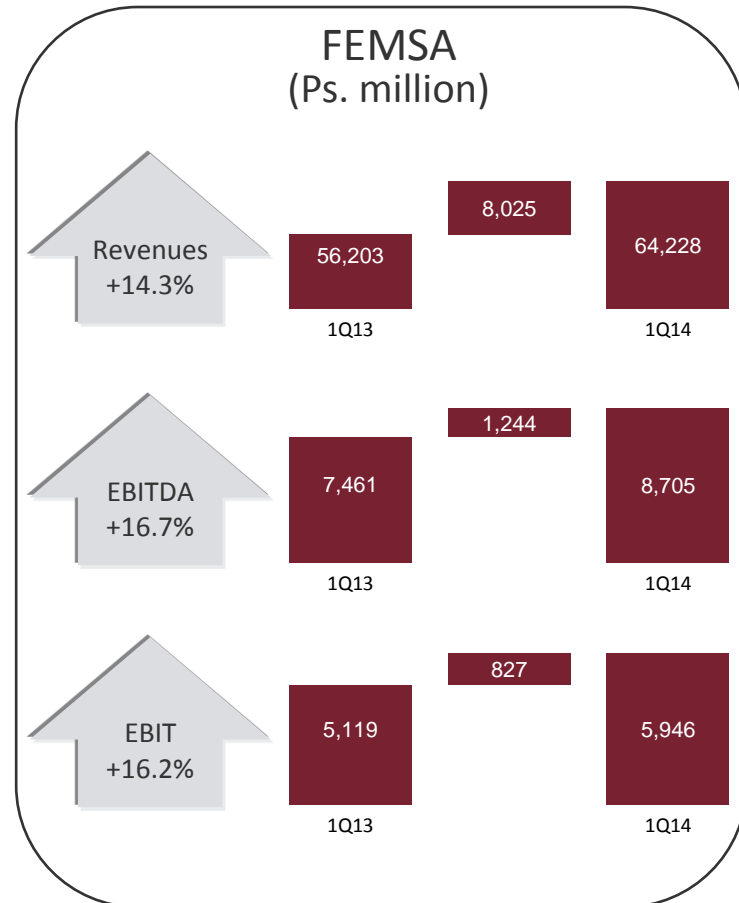 FEMSA
(Ps. million)
Revenues
+14.3%
56,203
8,025
64,228
1Q13
1Q14
EBITDA
+16.7%
7,461
1,244
8,705
1Q13
1Q14
EBIT
+16.2%
5,119
827
5,946
1Q13
1Q14